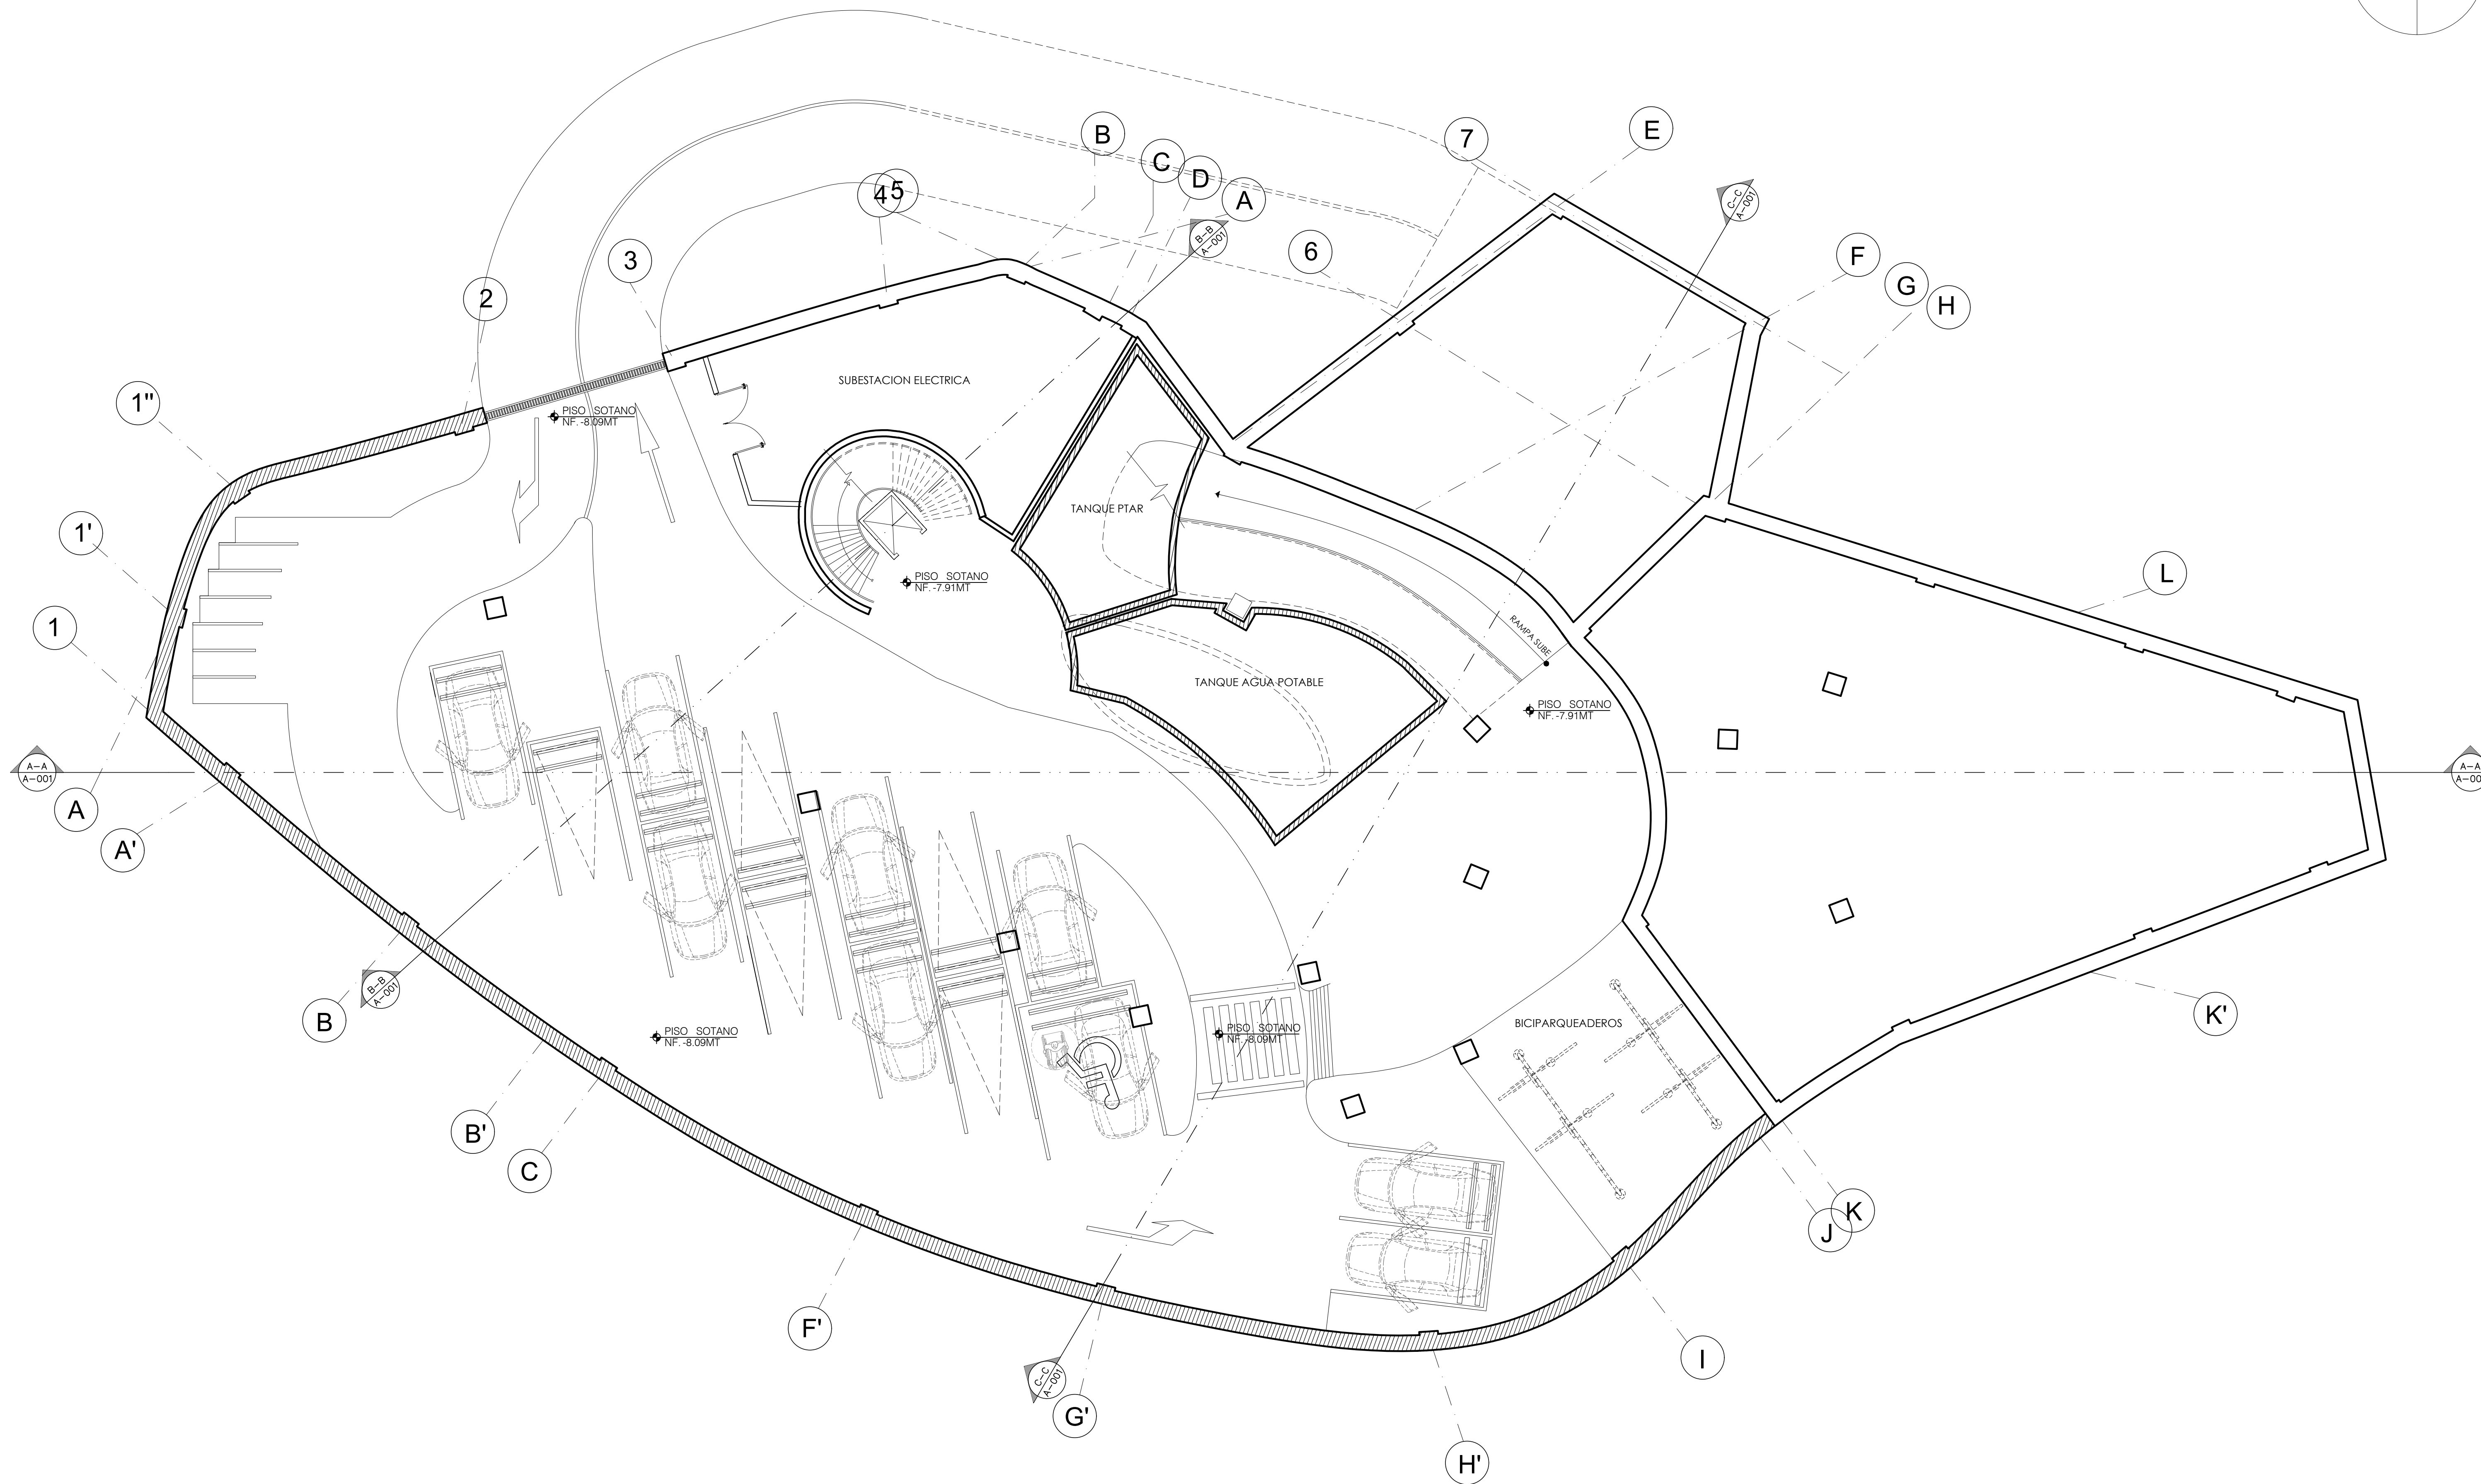 B
7
E
C
D
4
5
A
C-C
A-001
B-B
A-001
3
6
F
G
H
2
SUBESTACION ELECTRICA
1"
PISO SOTANO
NF. -8.09MT
1'
TANQUE PTAR
PISO SOTANO
NF. -7.91MT
L
1
RAMPA SUBE
TANQUE AGUA POTABLE
PISO SOTANO
NF. -7.91MT
A-A
A-001
A-A
A-00
A
A'
B-B
A-001
B
BICIPARQUEADEROS
K'
PISO SOTANO
NF. -8.09MT
PISO SOTANO
NF. -8.09MT
B'
C
K
J
F'
I
C-C
A-001
G'
H'